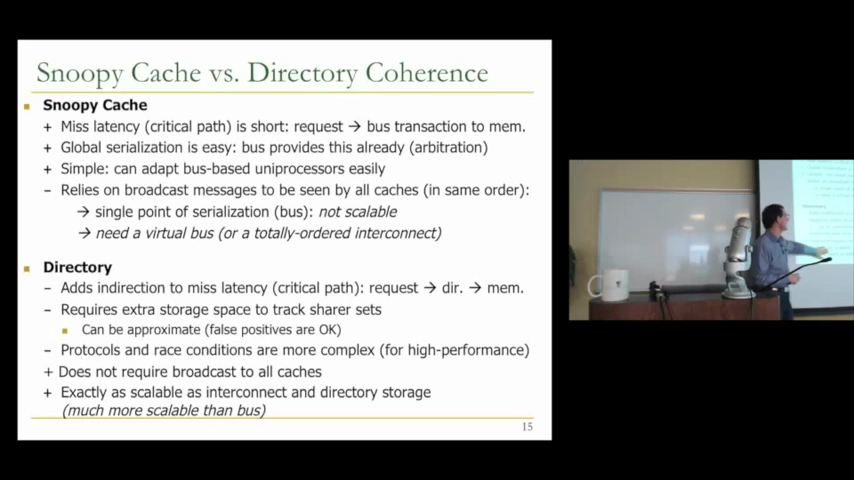 Snoopy Cache vs. Directory Coherence
Snoopy Cache
+ Miss latency (critical path) is short: request → bus transaction to mem.
+ Global serialization is easy: bus provides this already (arbitration)
+ Simple: can adapt bus-based uniprocessors easily
– Relies on broadcast messages to be seen by all caches (in same order):
→ single point of serialization (bus): not scalable
→ need a virtual bus (or a totally-ordered interconnect)
Directory
– Adds indirection to miss latency (critical path): request → dir. → mem.
– Requires extra storage space to track sharer sets
Can be approximate (false positives are OK)
– Protocols and race conditions are more complex (for high-performance)
+ Does not require broadcast to all caches
+ Exactly as scalable as interconnect and directory storage
(much more scalable than bus)
15